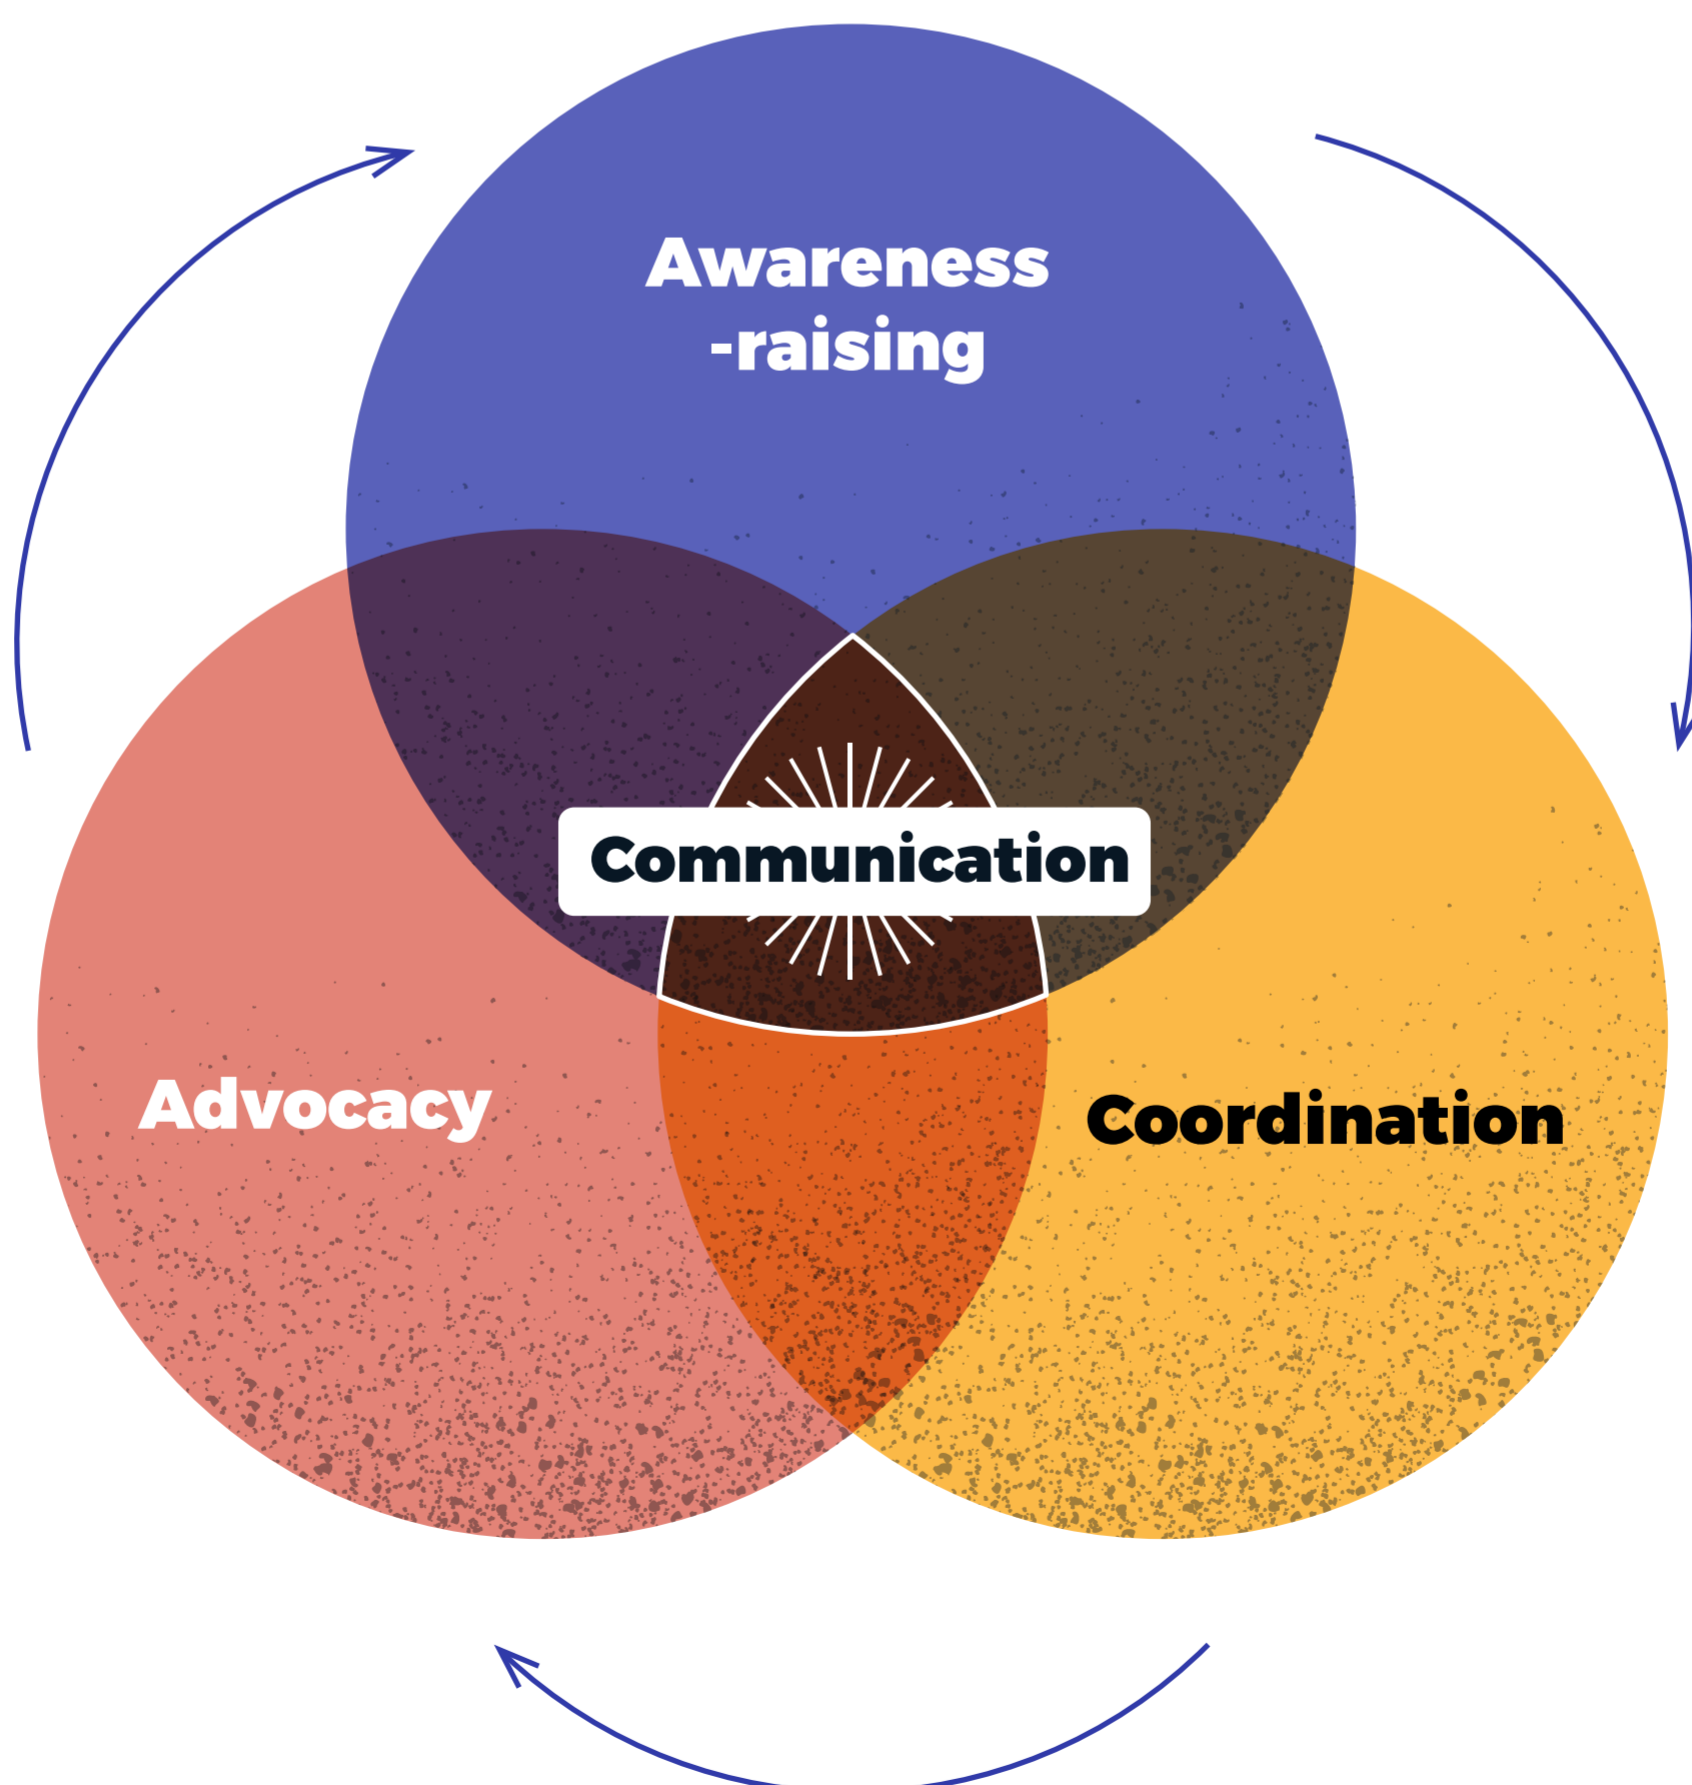 Awareness
-raising
Communication
Advocacy
Coordination